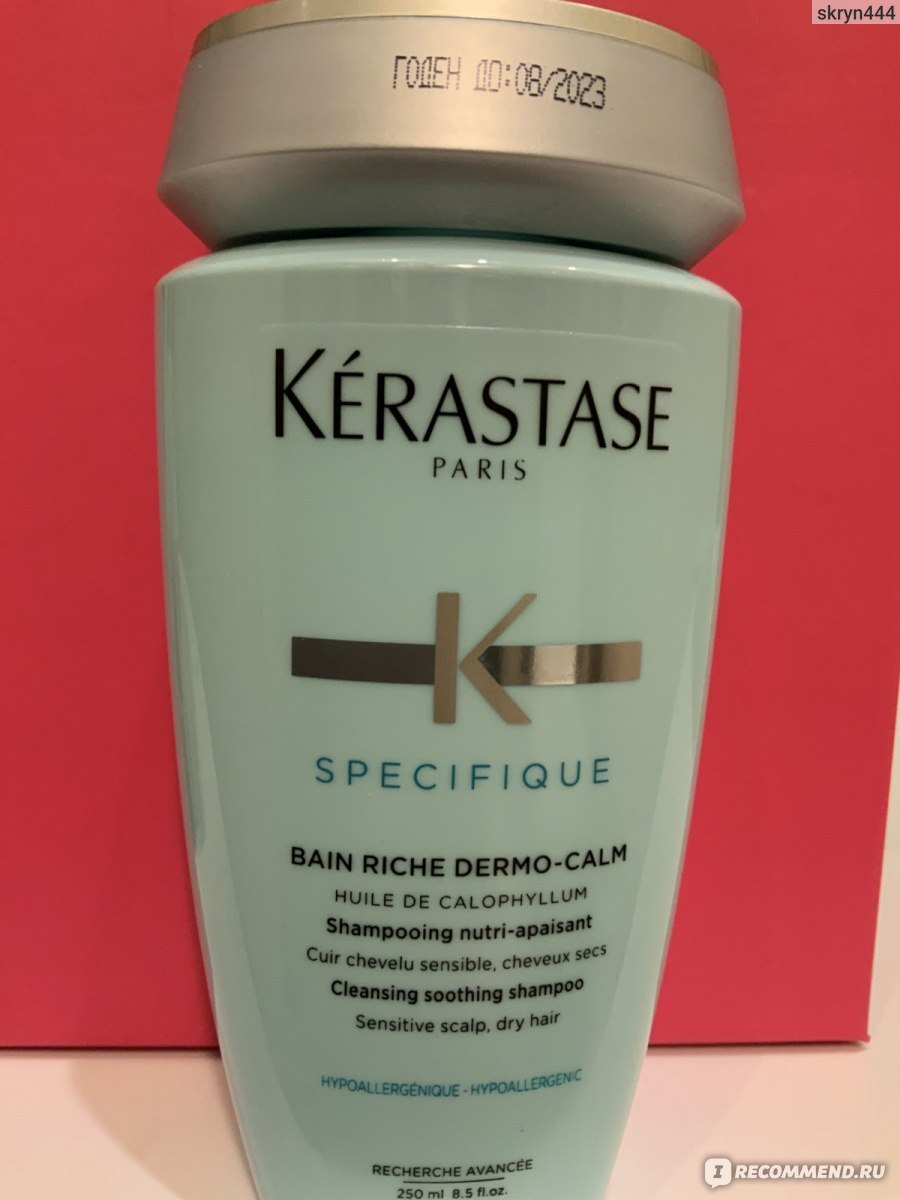 skryn444
ГОДЕН ДО:08/2023
KÉRASTASE
PARIS
K
SPECIFIQUE
BAIN RICHE DERMO-CALM
HUILE DE CALOPHYLLUM
Shampooing nutri-apaisant
Cuir chevelu sensible, cheveux secs
Cleansing soothing shampoo
Sensitive scalp, dry hair
HYPOALLERGÉNIQUE - HYPOALLERGENIC
RECHERCHE AVANCÉE
250 ml 8.5 fl.oz.
IRECOMMEND.RU